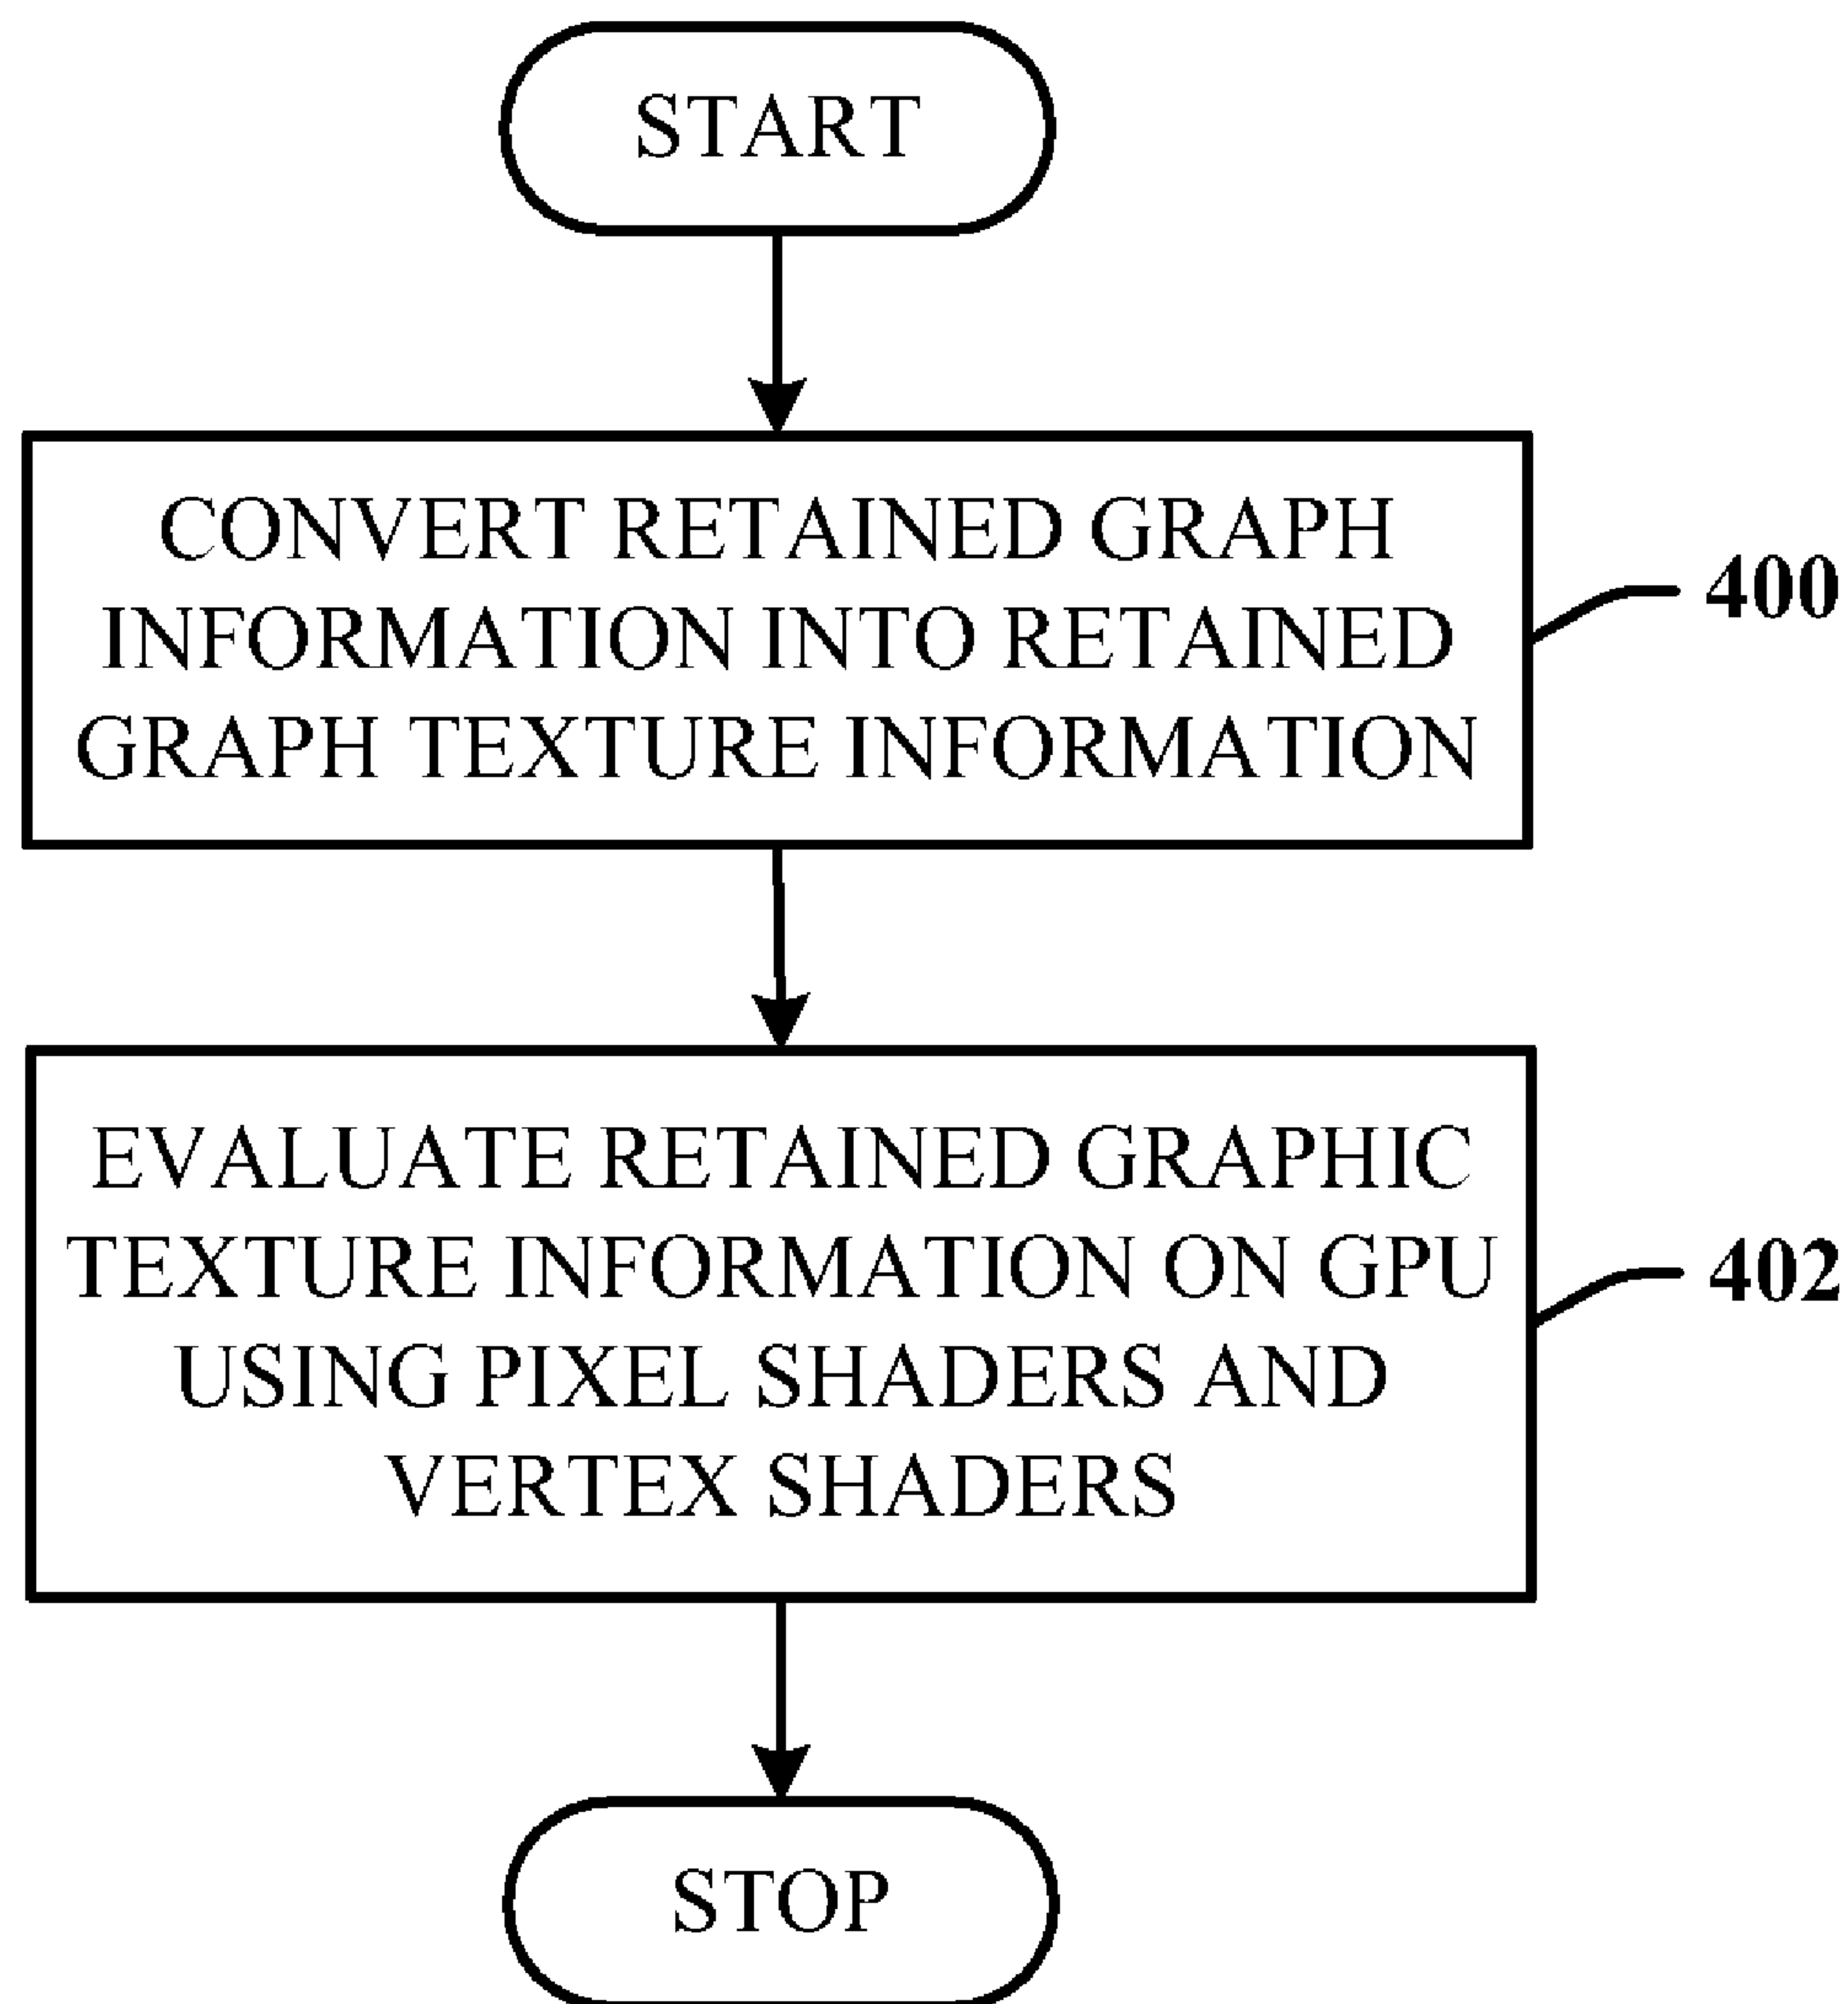 START
CONVERT RETAINED GRAPH
INFORMATION INTO RETAINED
GRAPH TEXTURE INFORMATION
400
EVALUATE RETAINED GRAPHIC
TEXTURE INFORMATION ON GPU
USING PIXEL SHADERS AND
VERTEX SHADERS
402
STOP